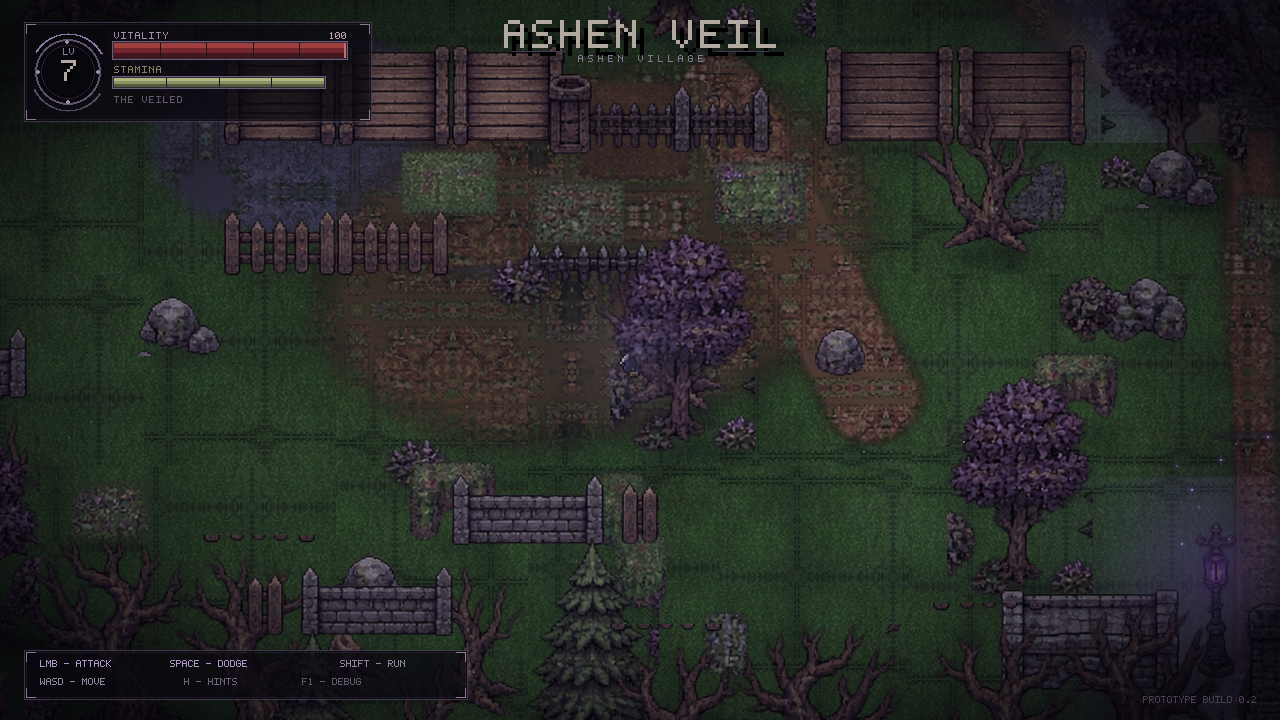 ASHEN VEIL
ASHEN VILLAGE
LV
7
VITALITY 100
STAMINA
THE VEILED
LMB - ATTACK SPACE - DODGE SHIFT - RUN
WASD - MOVE H - HINTS F1 - DEBUG
PROTOTYPE BUILD 0.2